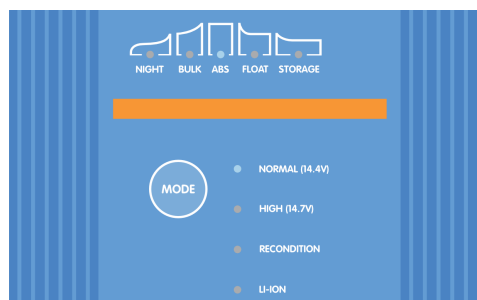 NIGHT BULK ABS FLOAT STORAGE
MODE
NORMAL (14.4V)
HIGH (14.7V)
RECONDITION
LI-ION